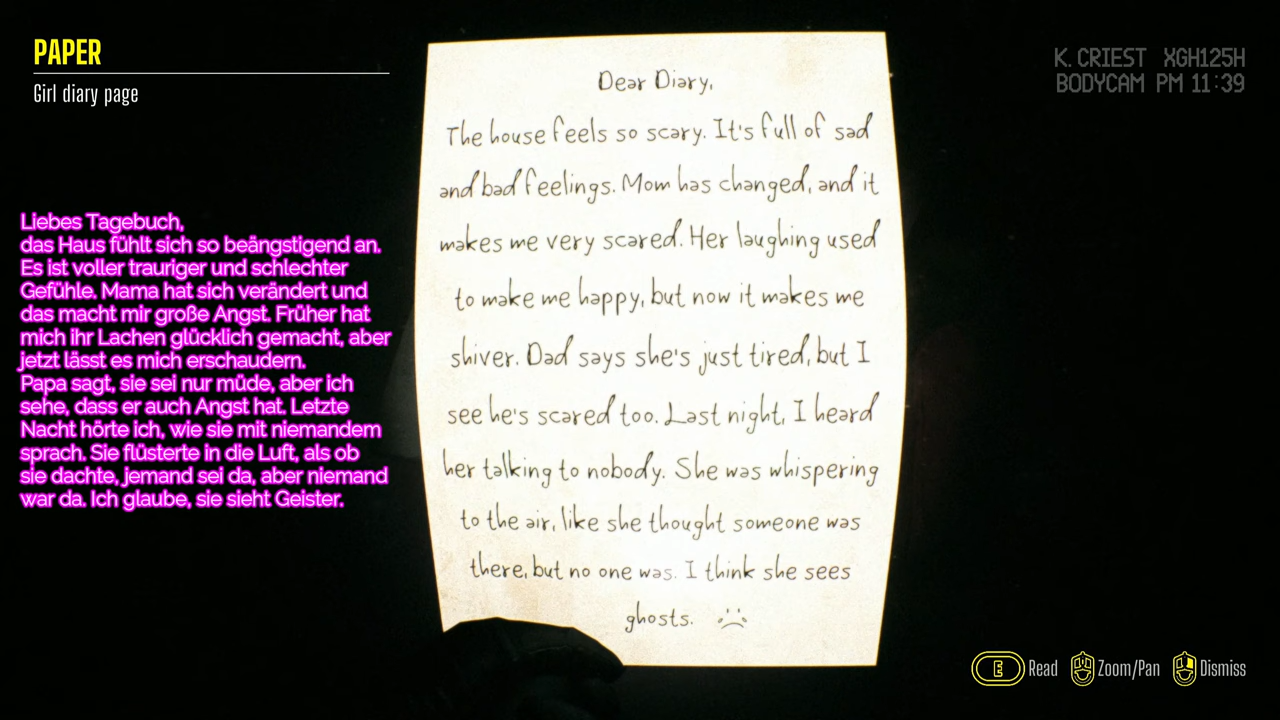 PAPER
Girl diary page
K. CRIEST XGH125H
BODYCAM PM 11:39
Liebes Tagebuch,
das Haus fühlt sich so beängstigend an.
Es ist voller trauriger und schlechter
Gefühle. Mama hat sich verändert und
das macht mir große Angst. Früher hat
mich ihr Lachen glücklich gemacht, aber
jetzt lässt es mich erschaudern.
Papa sagt, sie sei nur müde, aber ich
sehe, dass er auch Angst hat. Letzte
Nacht hörte ich, wie sie mit niemandem
sprach. Sie flüsterte in die Luft, als ob
sie dachte, jemand sei da, aber niemand
war da. Ich glaube, sie sieht Geister.
Dear Diary,
The house feels so scary. It's full of sad
and bad feelings. Mom has changed, and it
makes me very scared. Her laughing used
to make me happy, but now it makes me
shiver. Dad says she's just tired, but I
see he's scared too. Last night, I heard
her talking to nobody. She was whispering
to the air, like she thought someone was
there, but no one was. I think she sees
ghosts.
E Read Zoom/Pan Dismiss